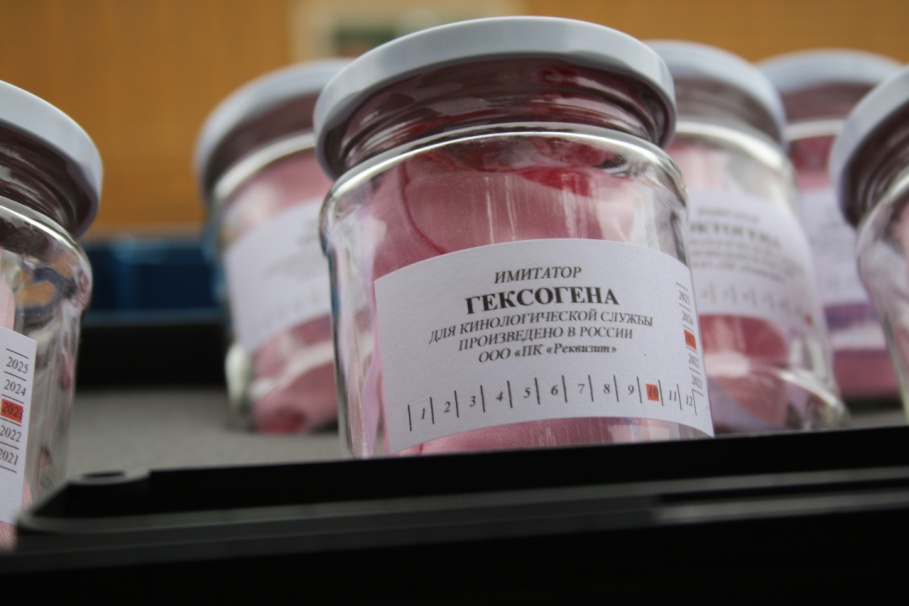 ИМИТАТОР
ГЕКСОГЕНА
ДЛЯ КИНОЛОГИЧЕСКОЙ СЛУЖБЫ
ПРОИЗВЕДЕНО В РОССИИ
ООО «ПК «Реквизит»
1 2 3 4 5 6 7 8 9 10 11 12
2025
2024
2023
2022
2021